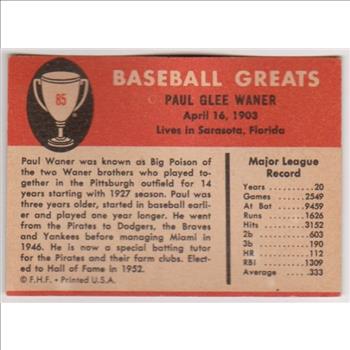 85
BASEBALL GREATS
PAUL GLEE WANER
April 16, 1903
Lives in Sarasota, Florida
Paul Waner was known as Big Poison of
the two Waner brothers who played to-
gether in the Pittsburgh outfield for 14
years starting with 1927 season. Paul was
three years older, started in baseball earli-
er and played one year longer. He went
from the Pirates to Dodgers, the Braves
and Yankees before managing Miami in
1946. He is now a special batting tutor
for the Pirates and their farm clubs. Elect-
ed to Hall of Fame in 1952.
© F.H.F. • Printed U.S.A.
Major League
Record
Years 20
Games 2549
At Bat 9459
Runs 1626
Hits 3152
2b 603
3b 190
HR 112
RBI 1309
Average .333